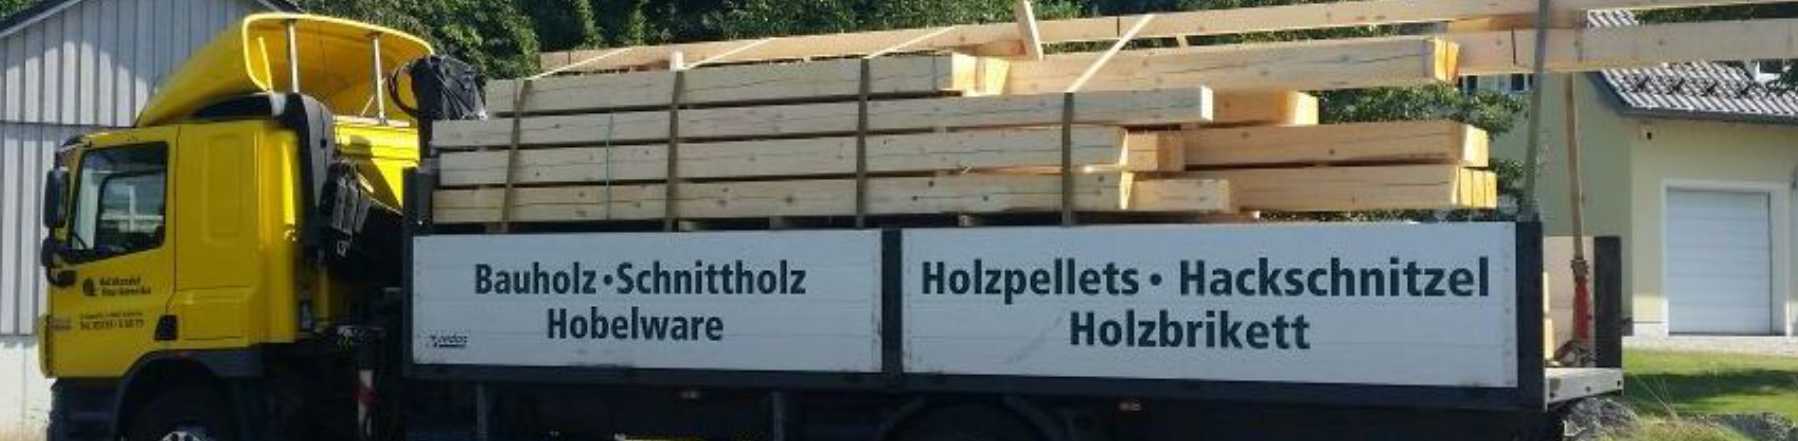 Bauholz · Schnittholz
Hobelware
Holzpellets · Hackschnitzel
Holzbrikett